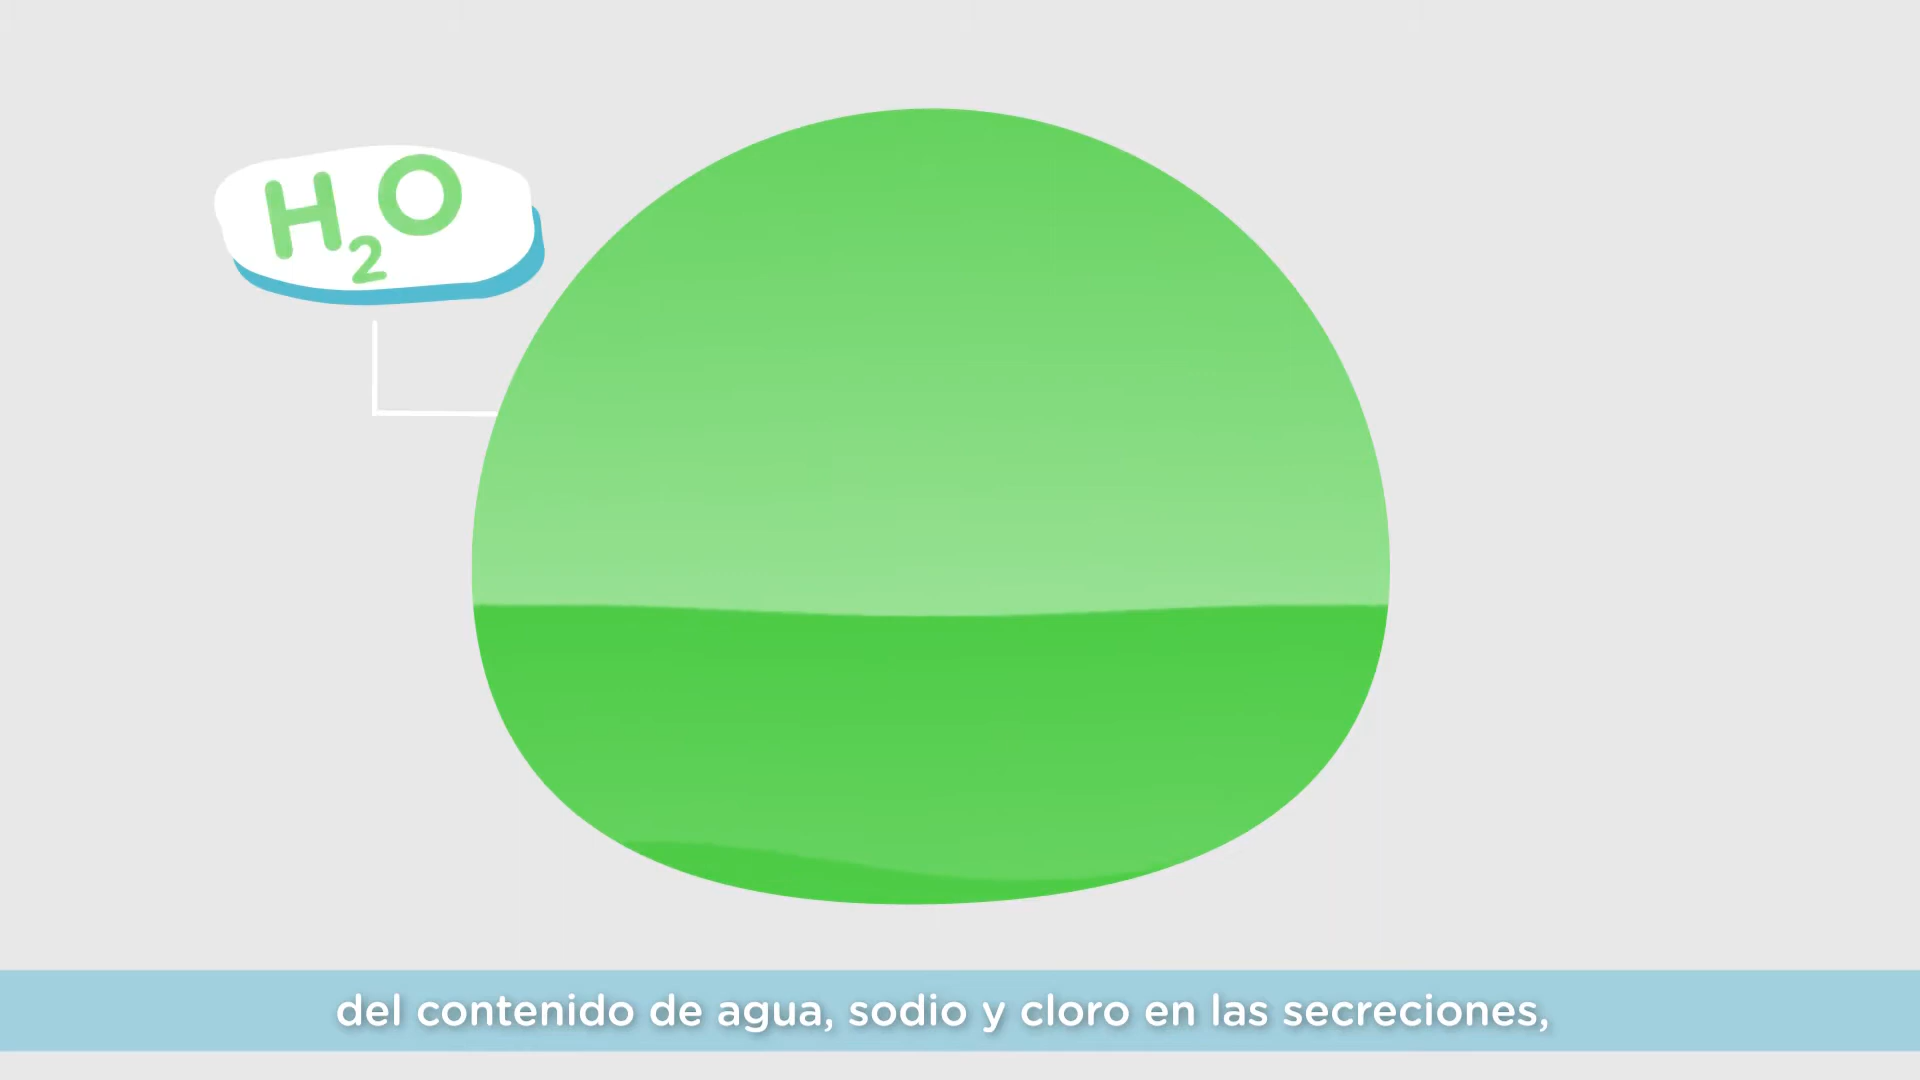 H₂O
del contenido de agua, sodio y cloro en las secreciones,